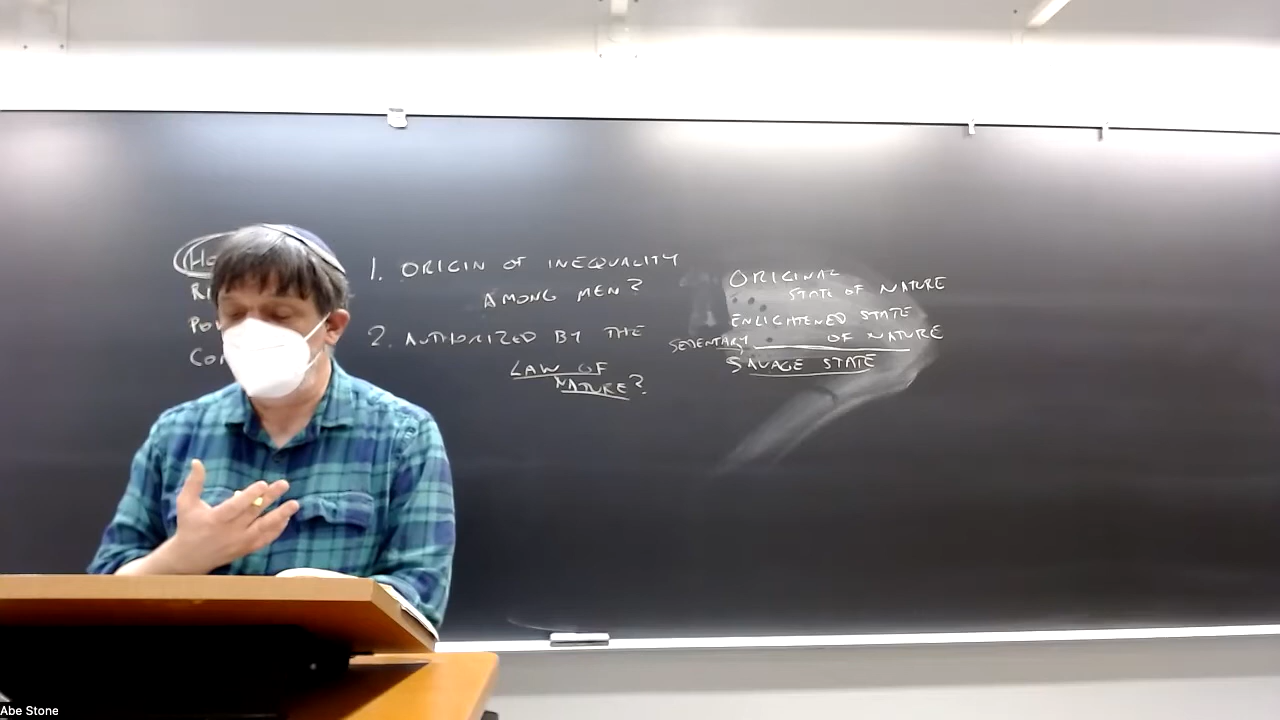 1. ORIGIN OF INEQUALITY
AMONG MEN?
2. AUTHORIZED BY THE
LAW OF
NATURE?
ORIGINAL
STATE OF NATURE
ENLIGHTENED STATE
OF NATURE
SEDENTARY
SAVAGE STATE
Abe Stone